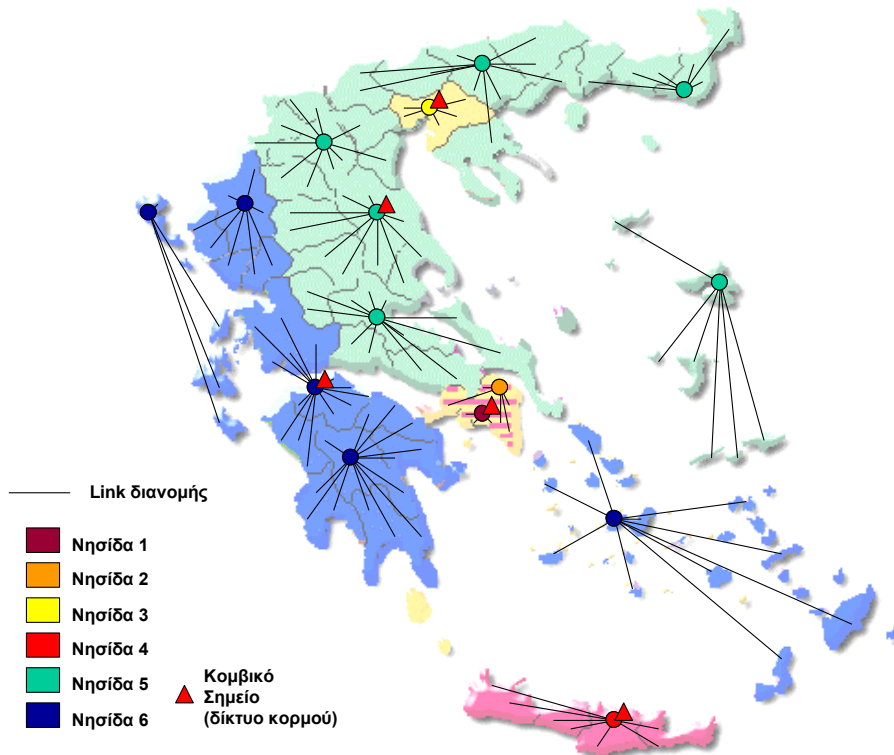 Link διανομής
Νησίδα 1
Νησίδα 2
Νησίδα 3
Νησίδα 4
Νησίδα 5
Νησίδα 6
Κομβικό
Σημείο
(δίκτυο κορμού)